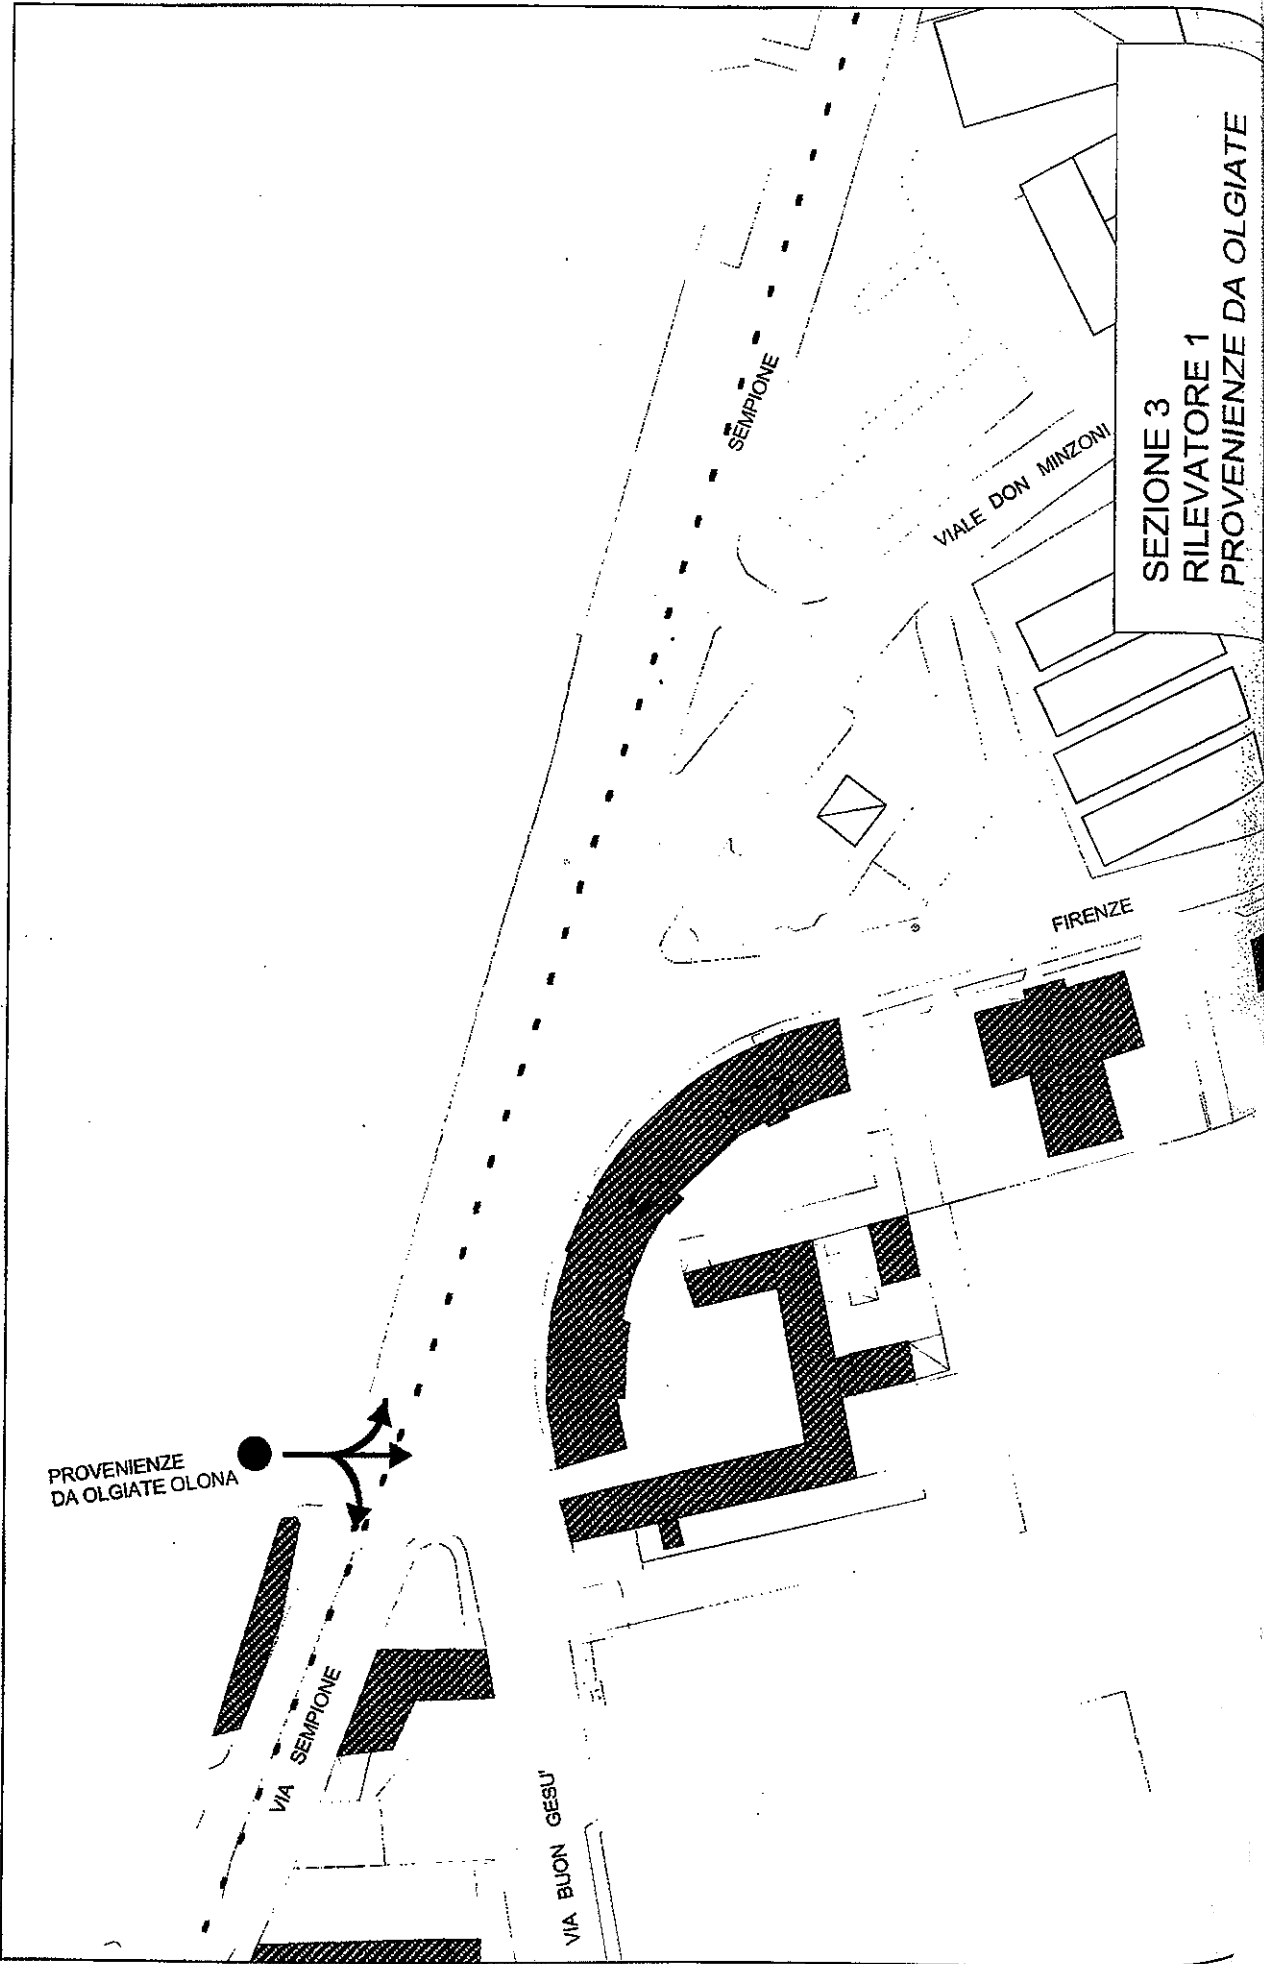 SEMPIONE
VIALE DON MINZONI
SEZIONE 3
RILEVATORE 1
PROVENIENZE DA OLGIATE
FIRENZE
PROVENIENZE
DA OLGIATE OLONA
VIA SEMPIONE
VIA BUON GESU'